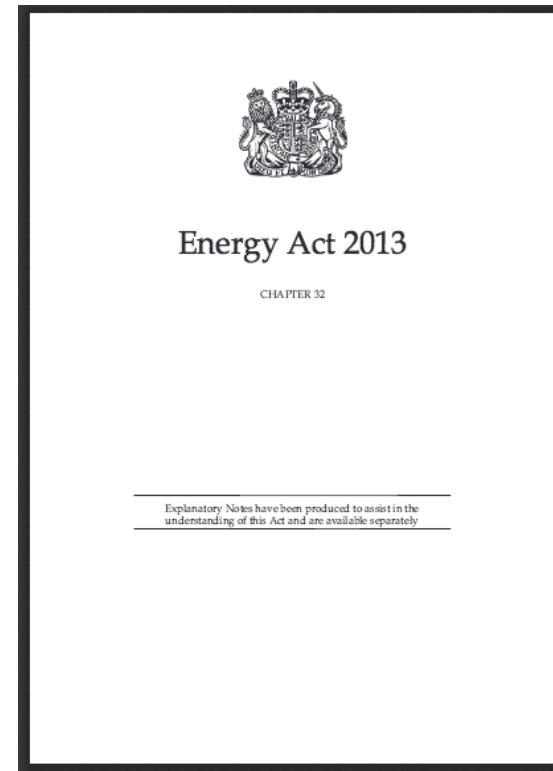 Energy Act 2013
CHAPTER 32
Explanatory Notes have been produced to assist in the
understanding of this Act and are available separately